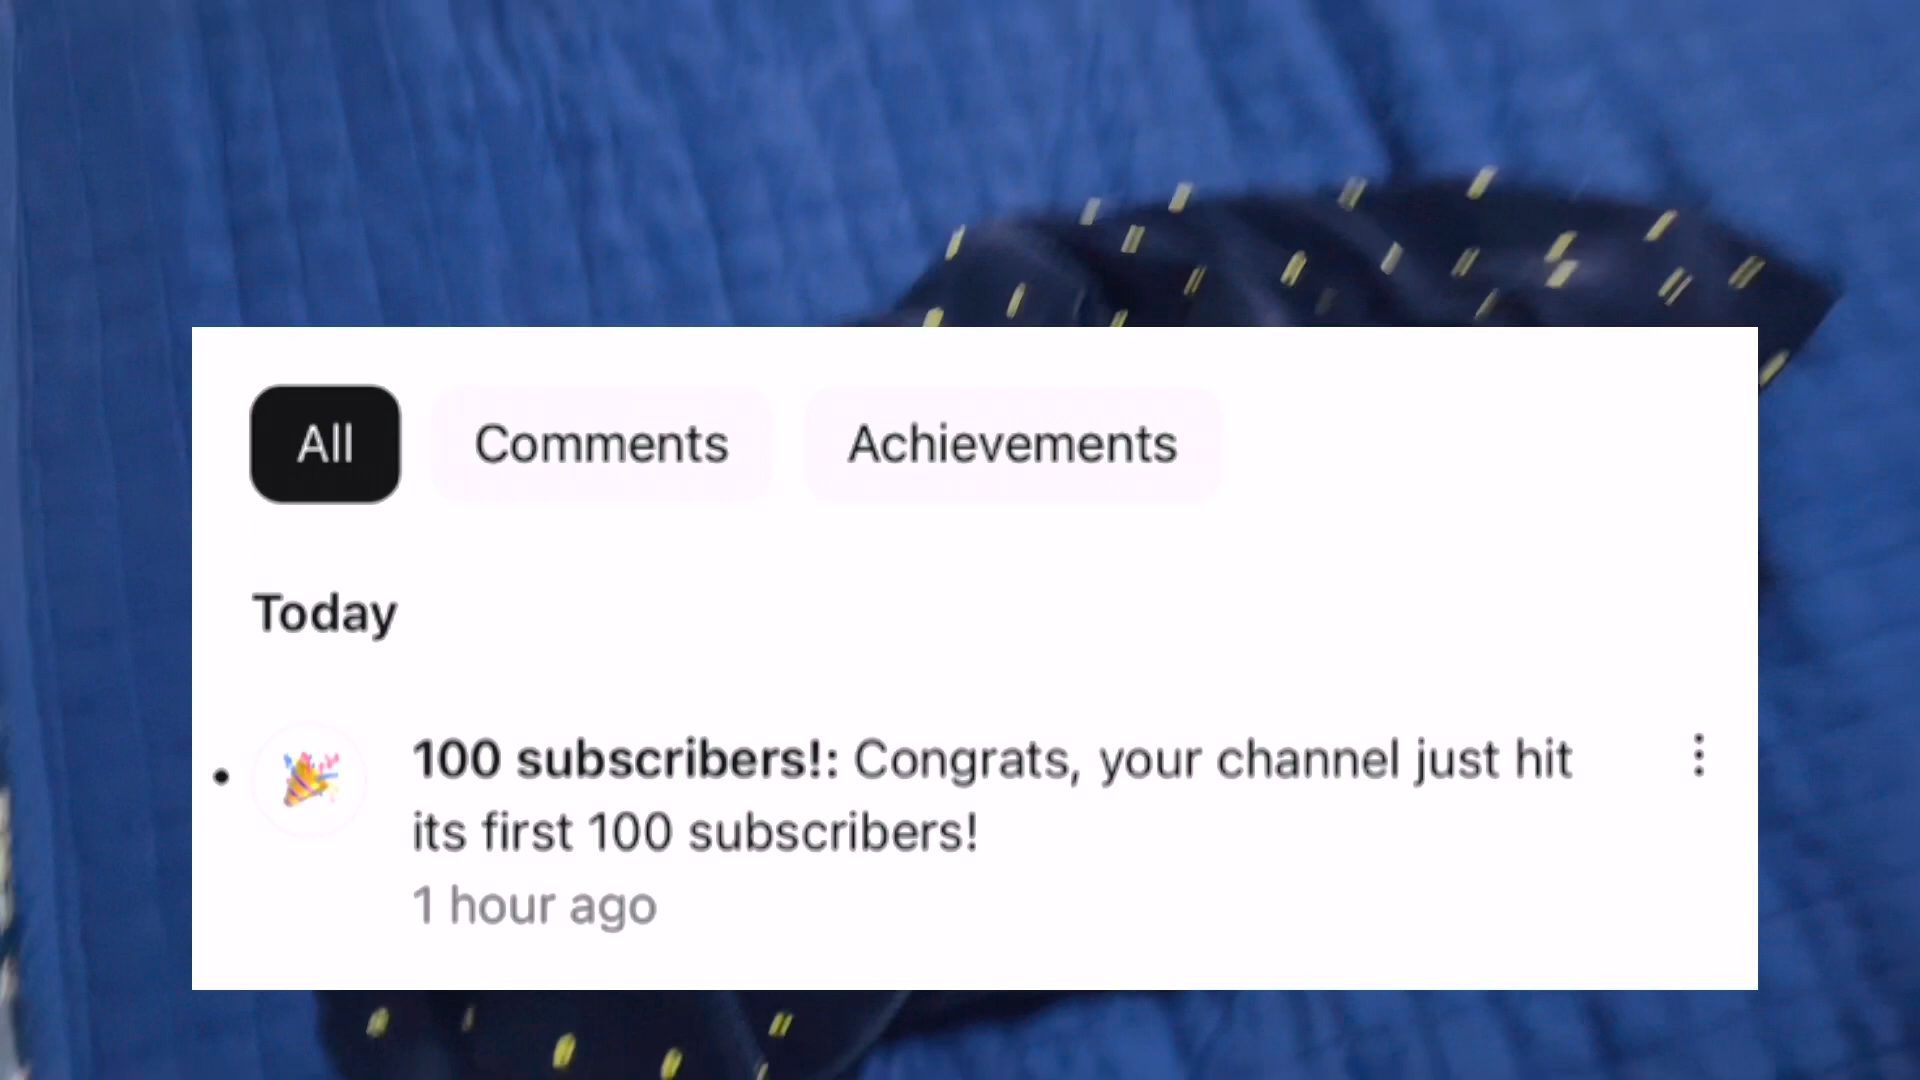 All
Comments
Achievements
Today
100 subscribers!: Congrats, your channel just hit
its first 100 subscribers!
1 hour ago